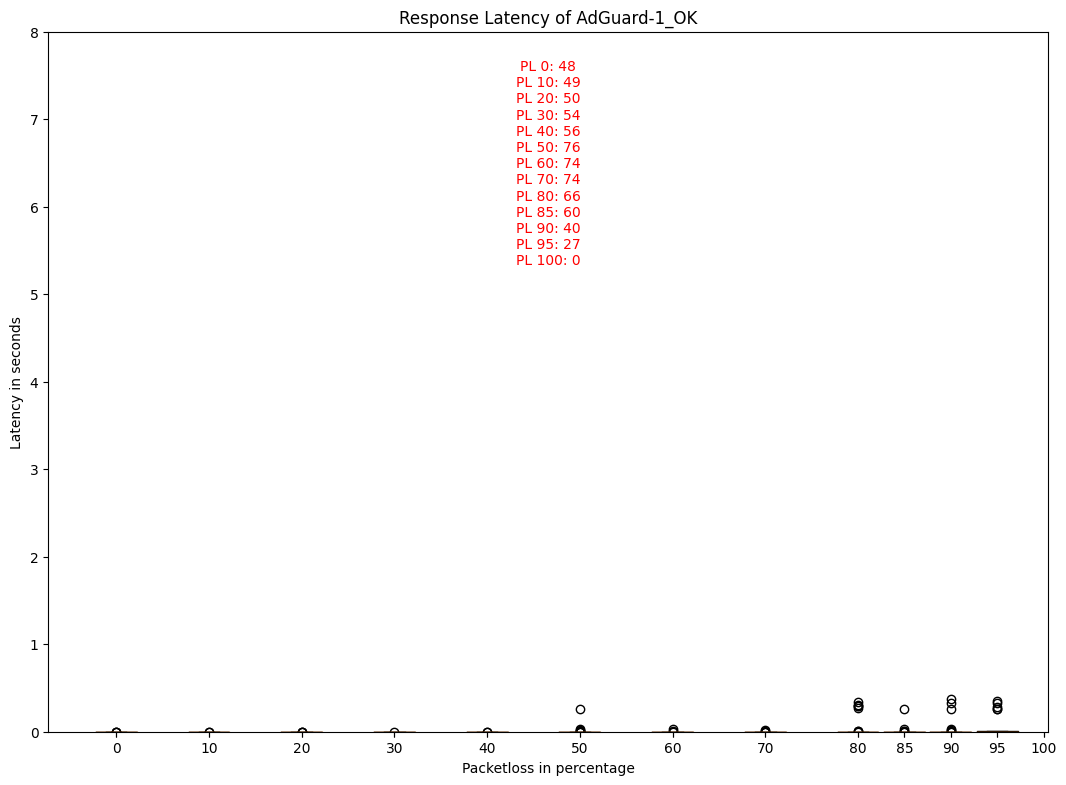 Response Latency of AdGuard-1_OK
8
7
6
5
4
3
2
1
0
Latency in seconds
PL 0: 48
PL 10: 49
PL 20: 50
PL 30: 54
PL 40: 56
PL 50: 76
PL 60: 74
PL 70: 74
PL 80: 66
PL 85: 60
PL 90: 40
PL 95: 27
PL 100: 0
0 10 20 30 40 50 60 70 80 85 90 95 100
Packetloss in percentage